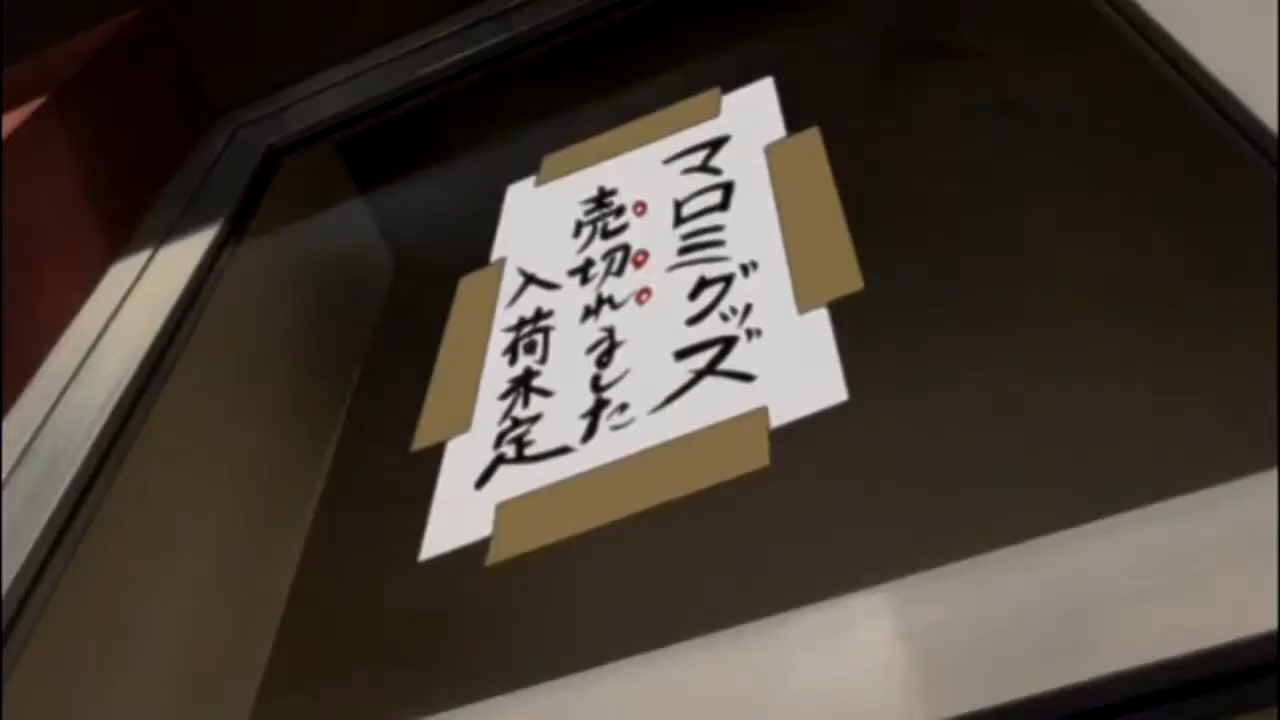 マロミグッズ
売切れました
入荷未定